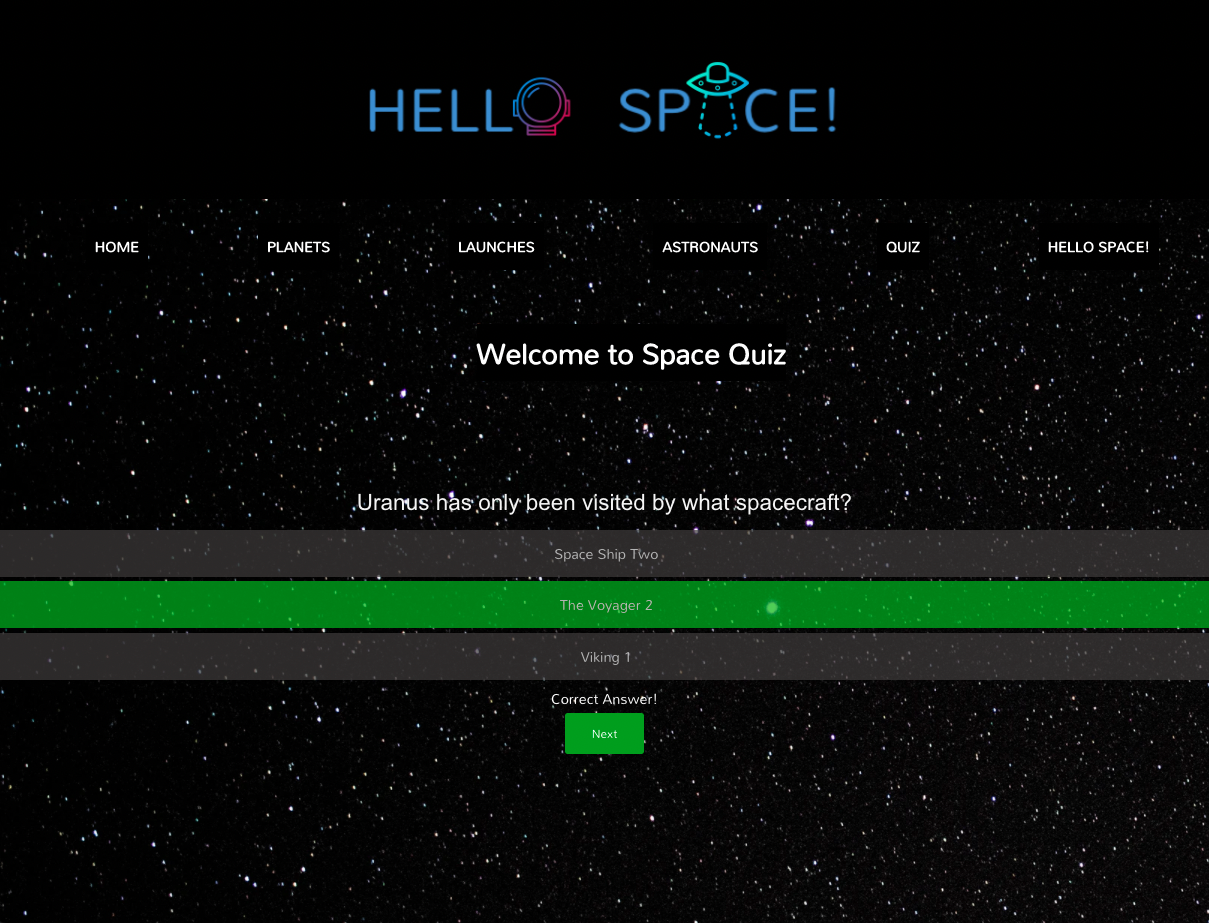 HELLO SPACE!
HOME PLANETS LAUNCHES ASTRONAUTS QUIZ HELLO SPACE!
Welcome to Space Quiz
Uranus has only been visited by what spacecraft?
Space Ship Two
The Voyager 2
Viking 1
Correct Answer!
Next